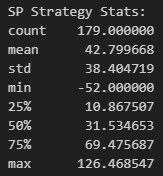 SP Strategy Stats:
count    179.000000
mean      42.799668
std       38.404719
min      -52.000000
25%       10.867507
50%       31.534653
75%       69.475687
max      126.468547